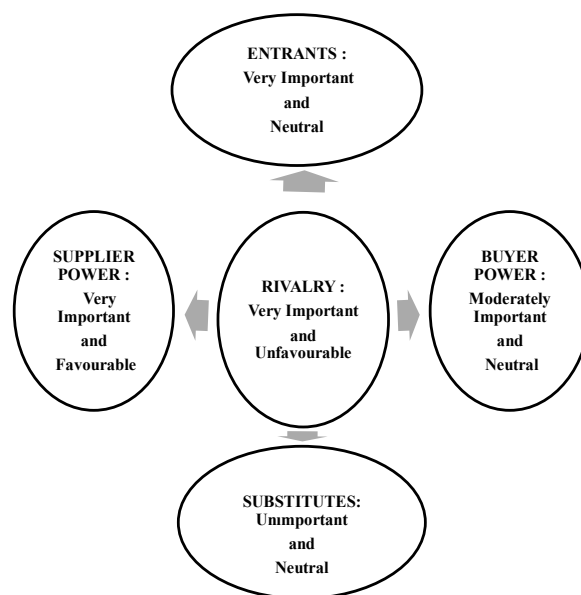 ENTRANTS :
Very Important
and
Neutral
SUPPLIER
POWER :
Very
Important
and
Favourable
RIVALRY :
Very Important
and
Unfavourable
BUYER
POWER :
Moderately
Important
and
Neutral
SUBSTITUTES:
Unimportant
and
Neutral